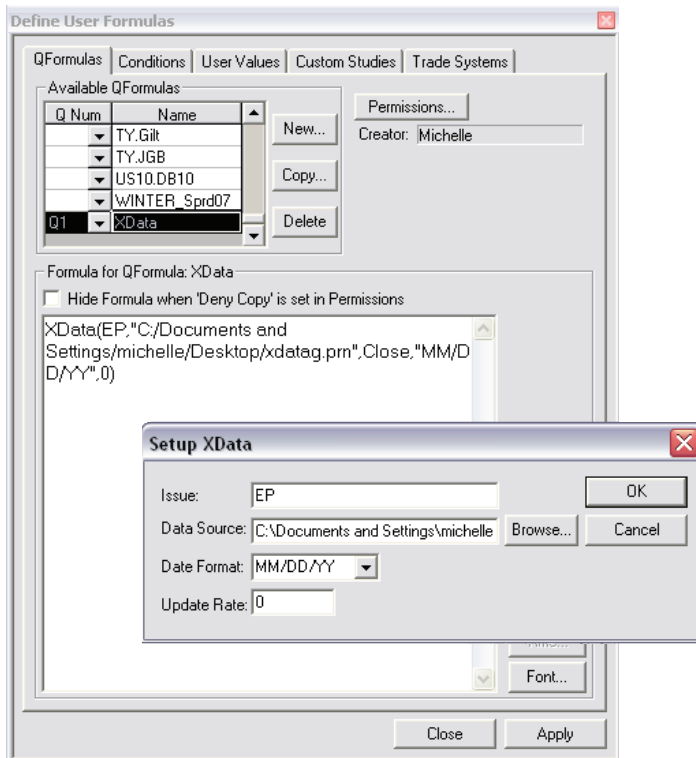 Define User Formulas
QFormulas Conditions User Values Custom Studies Trade Systems
Available QFormulas
Q Num Name
TY.Gilt
TY.JGB
US10.DB10
WINTER_Sprd07
Q1 XData
New...
Copy...
Delete
Permissions...
Creator: Michelle
Formula for QFormula: XData
Hide Formula when 'Deny Copy' is set in Permissions
XData(EP,"C:/Documents and
Settings/michelle/Desktop/xdatag.prn",Close,"MM/D
D/YY",0)
Setup XData
Issue: EP
Data Source: C:\Documents and Settings\michelle Browse...
Date Format: MM/DD/YY
Update Rate: 0
OK
Cancel
Font...
Close Apply